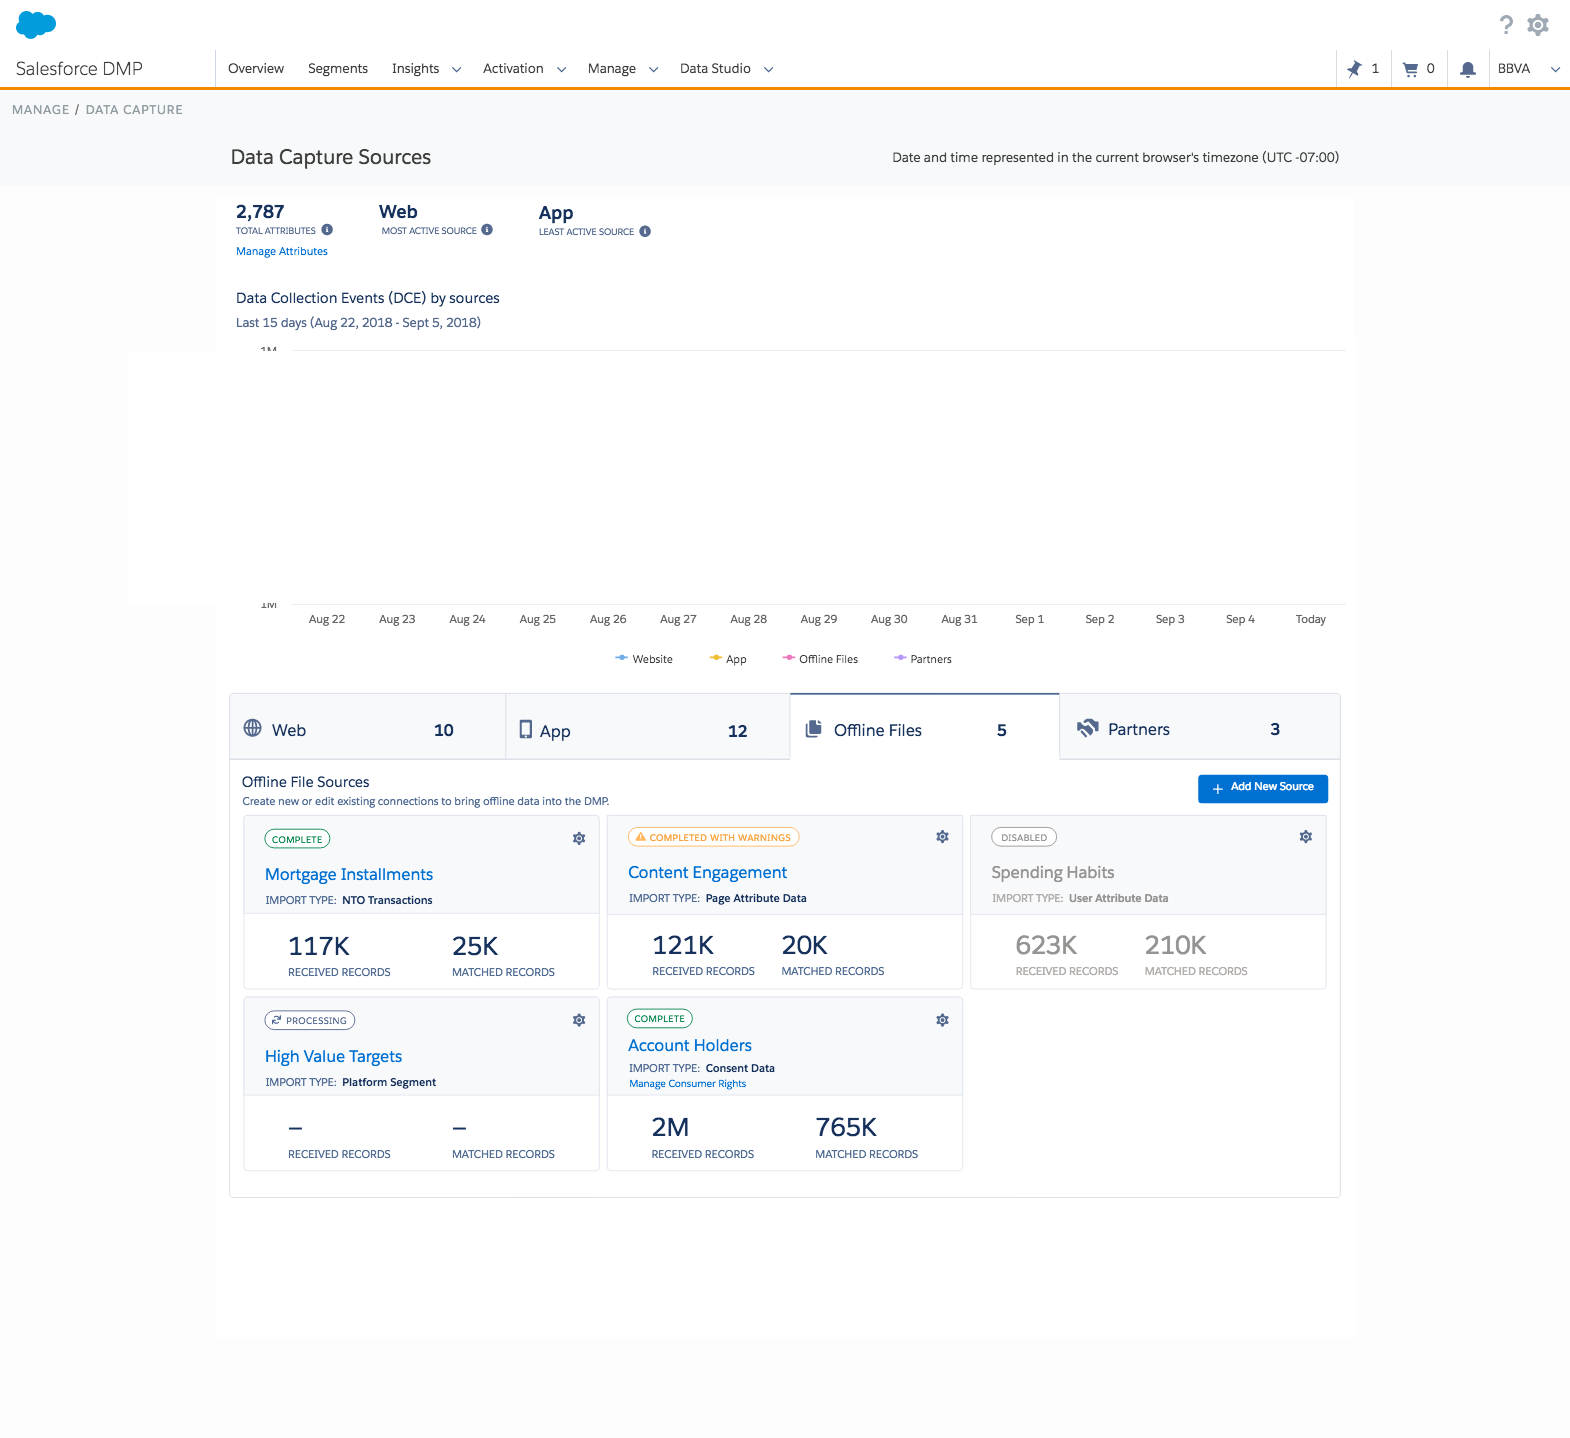 Salesforce DMP
Overview Segments Insights Activation Manage Data Studio
1 0 BBVA
MANAGE / DATA CAPTURE
Data Capture Sources
Date and time represented in the current browser's timezone (UTC -07:00)
2,787 Web App
TOTAL ATTRIBUTES MOST ACTIVE SOURCE LEAST ACTIVE SOURCE
Manage Attributes
Data Collection Events (DCE) by sources
Last 15 days (Aug 22, 2018 - Sept 5, 2018)
1M
1M
Aug 22 Aug 23 Aug 24 Aug 25 Aug 26 Aug 27 Aug 28 Aug 29 Aug 30 Aug 31 Sep 1 Sep 2 Sep 3 Sep 4 Today
Website App Offline Files Partners
Web 10 App 12 Offline Files 5 Partners 3
Offline File Sources
Create new or edit existing connections to bring offline data into the DMP.
+ Add New Source
COMPLETE
Mortgage Installments
IMPORT TYPE: NTO Transactions
117K 25K
RECEIVED RECORDS MATCHED RECORDS
COMPLETED WITH WARNINGS
Content Engagement
IMPORT TYPE: Page Attribute Data
121K 20K
RECEIVED RECORDS MATCHED RECORDS
DISABLED
Spending Habits
IMPORT TYPE: User Attribute Data
623K 210K
RECEIVED RECORDS MATCHED RECORDS
PROCESSING
High Value Targets
IMPORT TYPE: Platform Segment
– –
RECEIVED RECORDS MATCHED RECORDS
COMPLETE
Account Holders
IMPORT TYPE: Consent Data
Manage Consumer Rights
2M 765K
RECEIVED RECORDS MATCHED RECORDS